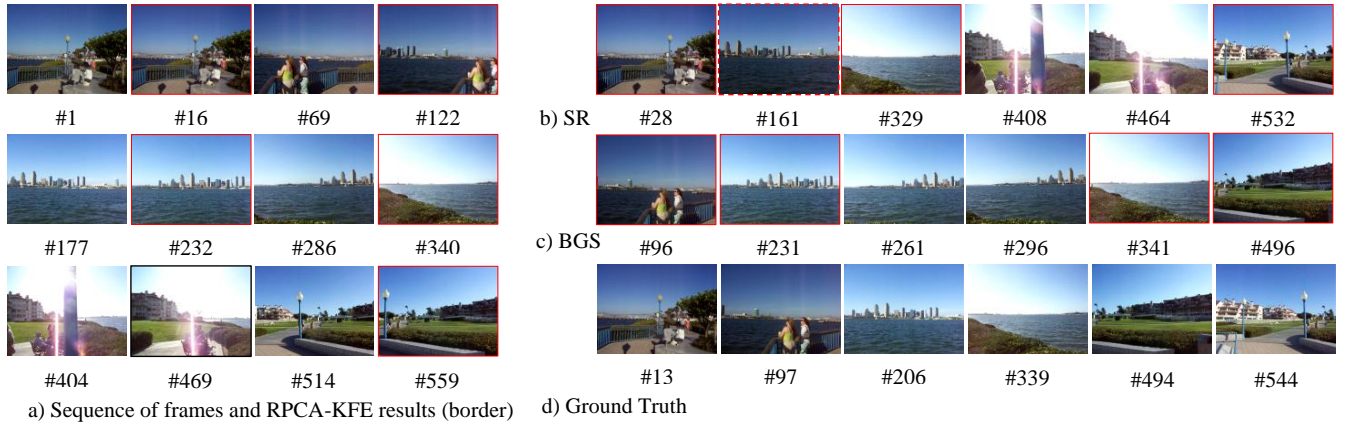 #1 #16 #69 #122
#177 #232 #286 #340
#404 #469 #514 #559
a) Sequence of frames and RPCA-KFE results (border)
b) SR #28 #161 #329 #408 #464 #532
c) BGS #96 #231 #261 #296 #341 #496
#13 #97 #206 #339 #494 #544
d) Ground Truth